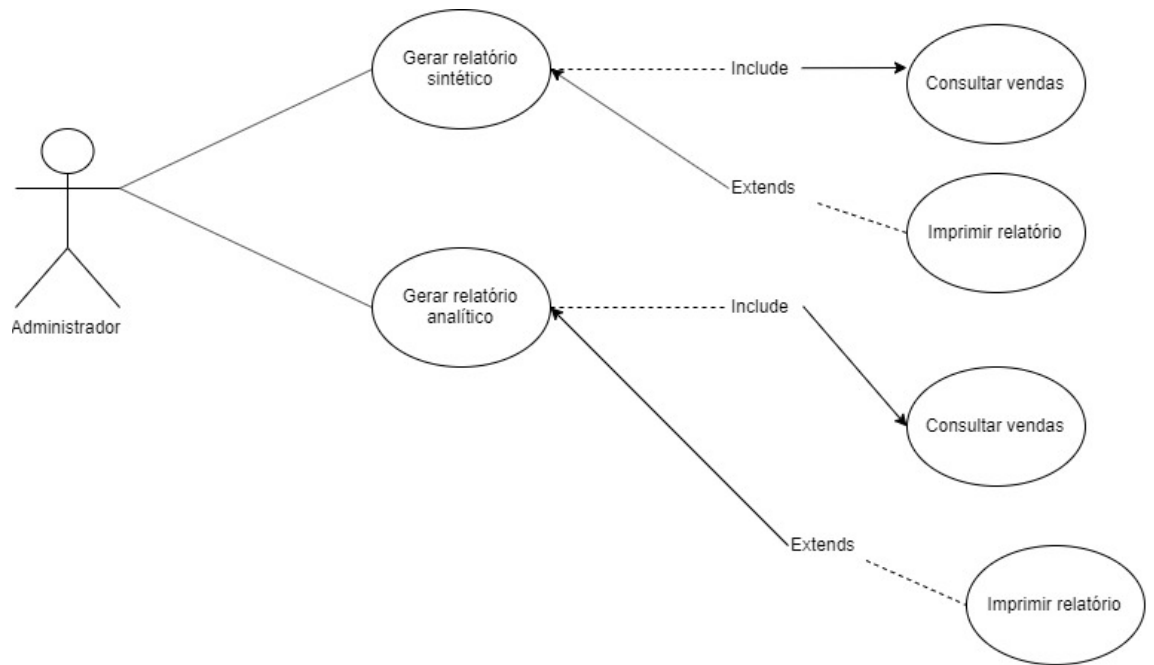 Gerar relatório
sintético
Include
Consultar vendas
Extends
Imprimir relatório
Administrador
Gerar relatório
analítico
Include
Consultar vendas
Extends
Imprimir relatório